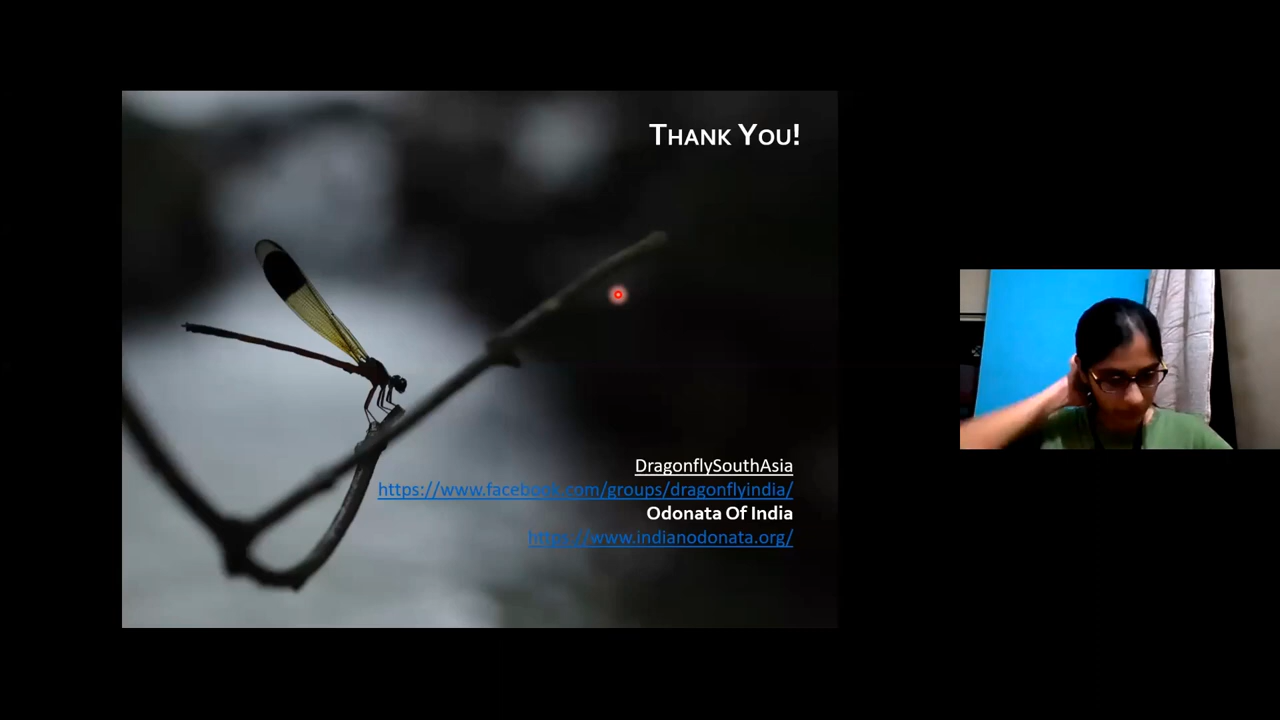 THANK YOU!
DragonflySouthAsia
https://www.facebook.com/groups/dragonflyindia/
Odonata Of India
https://www.indianodonata.org/